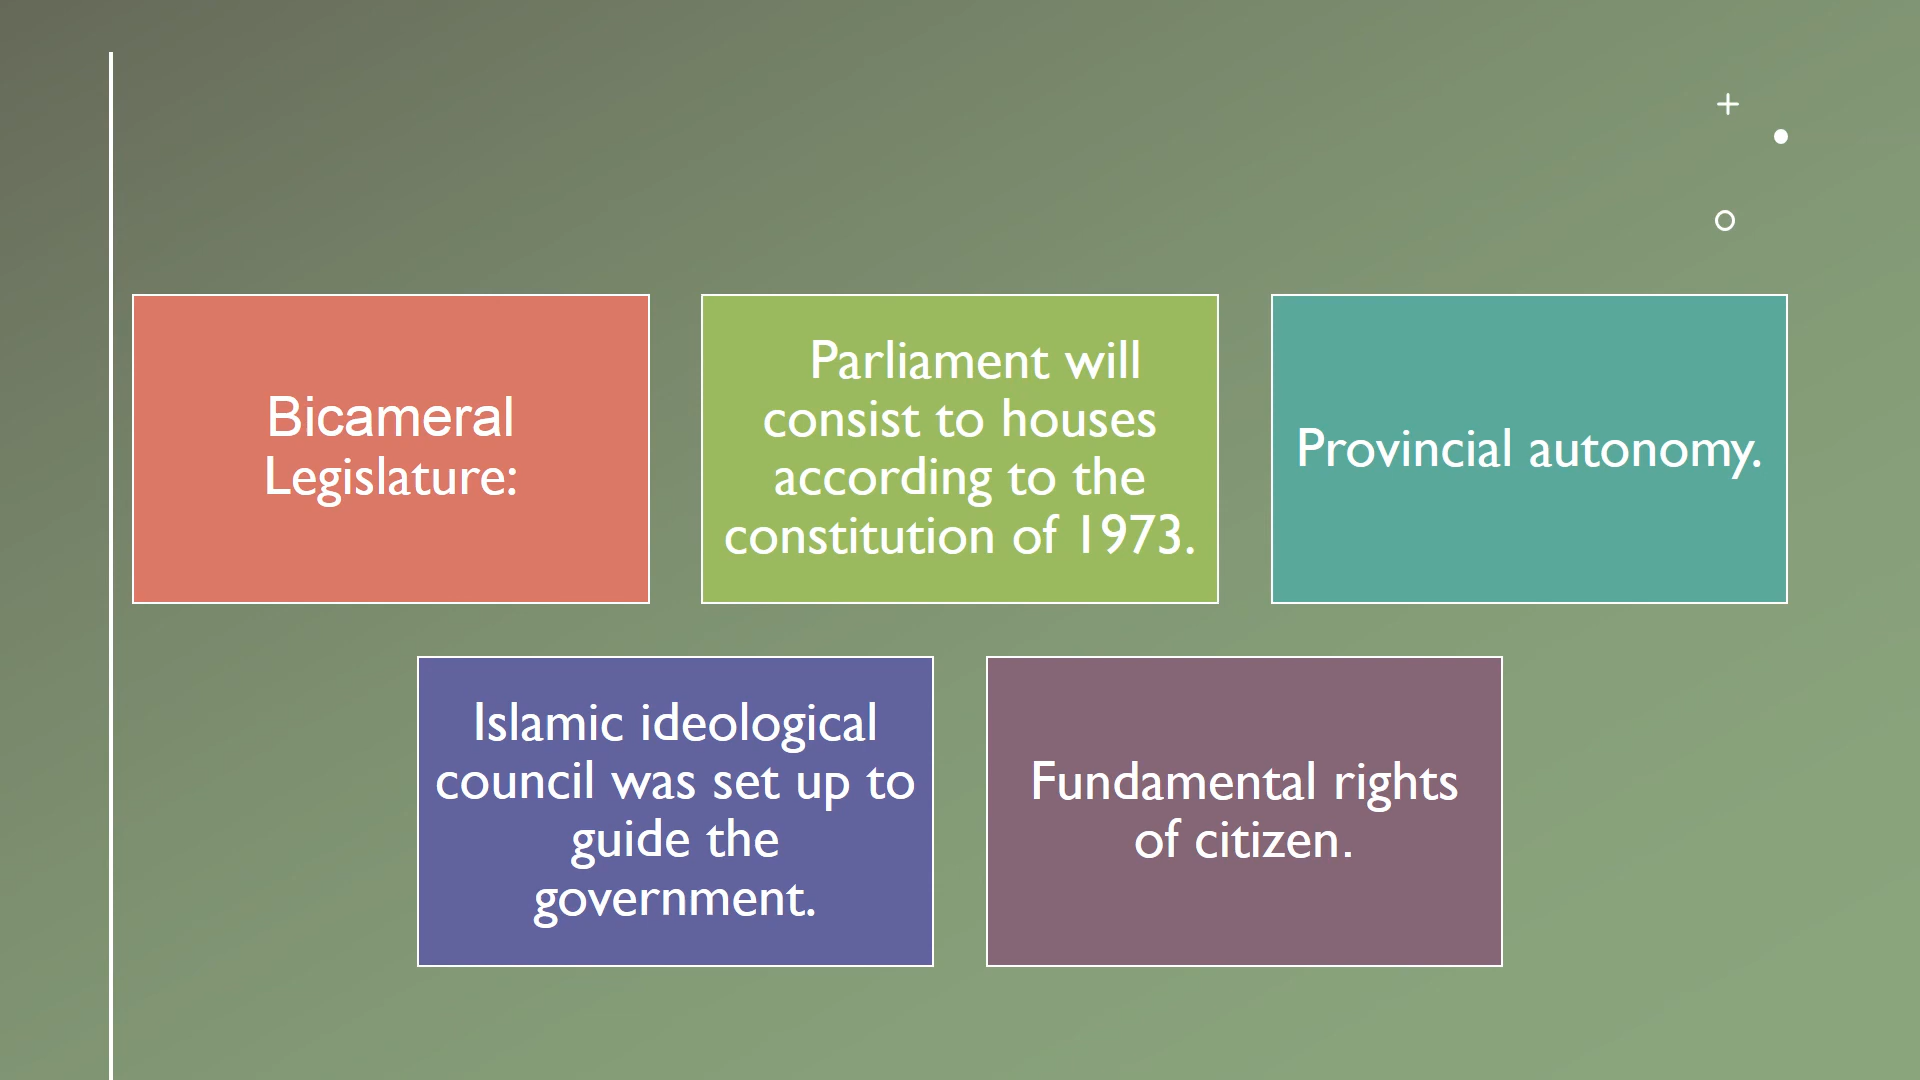 Bicameral
Legislature:
Parliament will
consist to houses
according to the
constitution of 1973.
Provincial autonomy.
Islamic ideological
council was set up to
guide the
government.
Fundamental rights
of citizen.